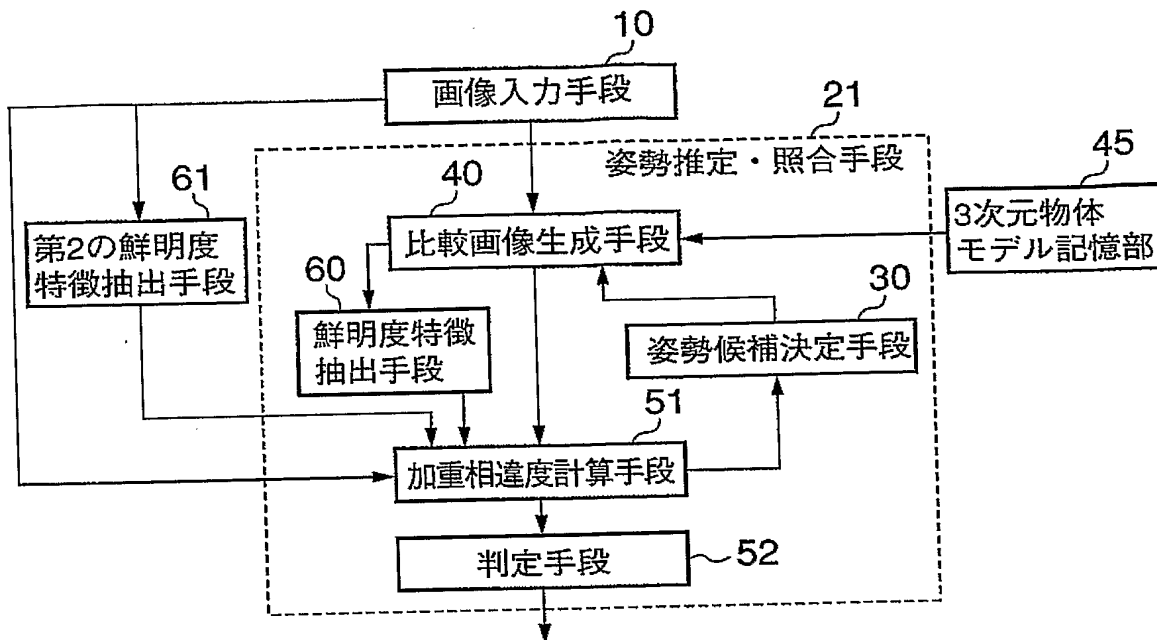 10
画像入力手段
21
姿勢推定・照合手段
45
3次元物体
モデル記憶部
61
第2の鮮明度
特徴抽出手段
40
比較画像生成手段
60
鮮明度特徴
抽出手段
30
姿勢候補決定手段
51
加重相違度計算手段
判定手段
52